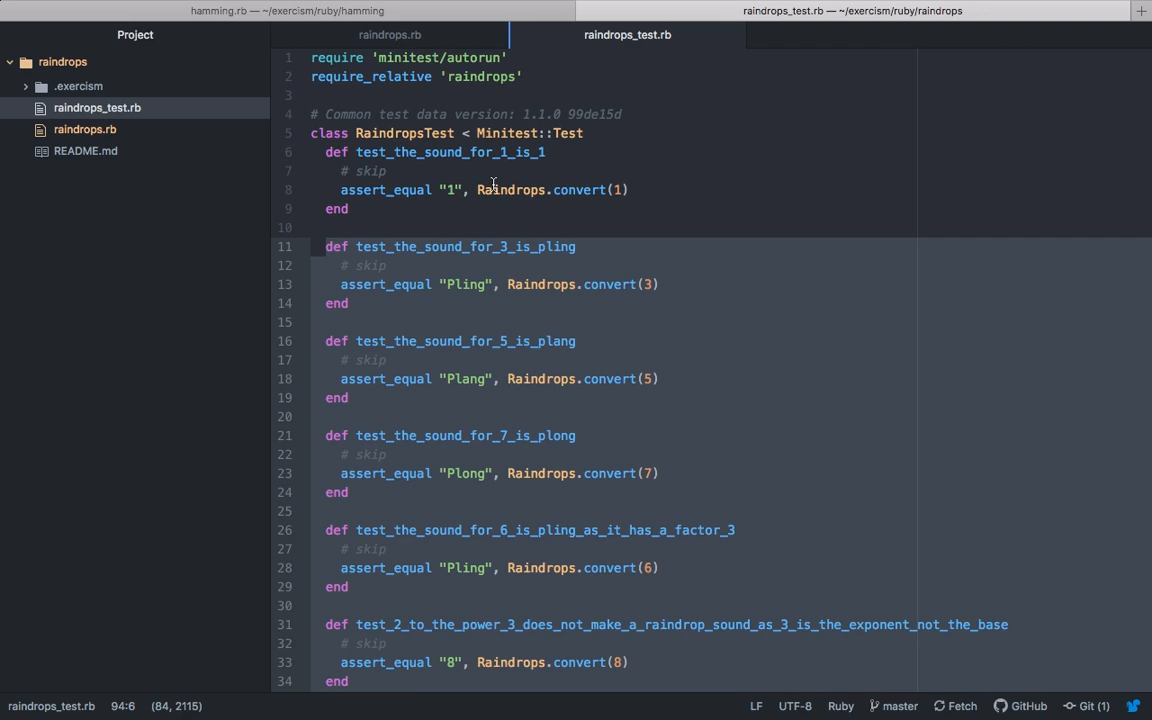 hamming.rb — ~/exercism/ruby/hamming
raindrops_test.rb — ~/exercism/ruby/raindrops
Project
raindrops.rb
raindrops_test.rb
raindrops
.exercism
raindrops_test.rb
raindrops.rb
README.md
1 require 'minitest/autorun'
2 require_relative 'raindrops'
3
4 # Common test data version: 1.1.0 99de15d
5 class RaindropsTest < Minitest::Test
6 def test_the_sound_for_1_is_1
7 # skip
8 assert_equal "1", Raindrops.convert(1)
9 end
10
11 def test_the_sound_for_3_is_pling
12 # skip
13 assert_equal "Pling", Raindrops.convert(3)
14 end
15
16 def test_the_sound_for_5_is_plang
17 # skip
18 assert_equal "Plang", Raindrops.convert(5)
19 end
20
21 def test_the_sound_for_7_is_plong
22 # skip
23 assert_equal "Plong", Raindrops.convert(7)
24 end
25
26 def test_the_sound_for_6_is_pling_as_it_has_a_factor_3
27 # skip
28 assert_equal "Pling", Raindrops.convert(6)
29 end
30
31 def test_2_to_the_power_3_does_not_make_a_raindrop_sound_as_3_is_the_exponent_not_the_base
32 # skip
33 assert_equal "8", Raindrops.convert(8)
34 end
raindrops_test.rb 94:6 (84, 2115) LF UTF-8 Ruby master Fetch GitHub Git (1)